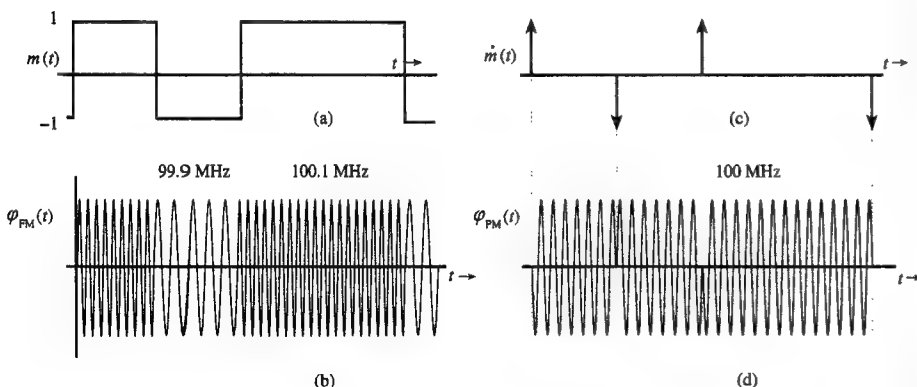 1
m(t)
t →
−1
(a)
ṁ(t)
t →
(c)
99.9 MHz
100.1 MHz
φ_FM(t)
t →
(b)
100 MHz
φ_PM(t)
t →
(d)